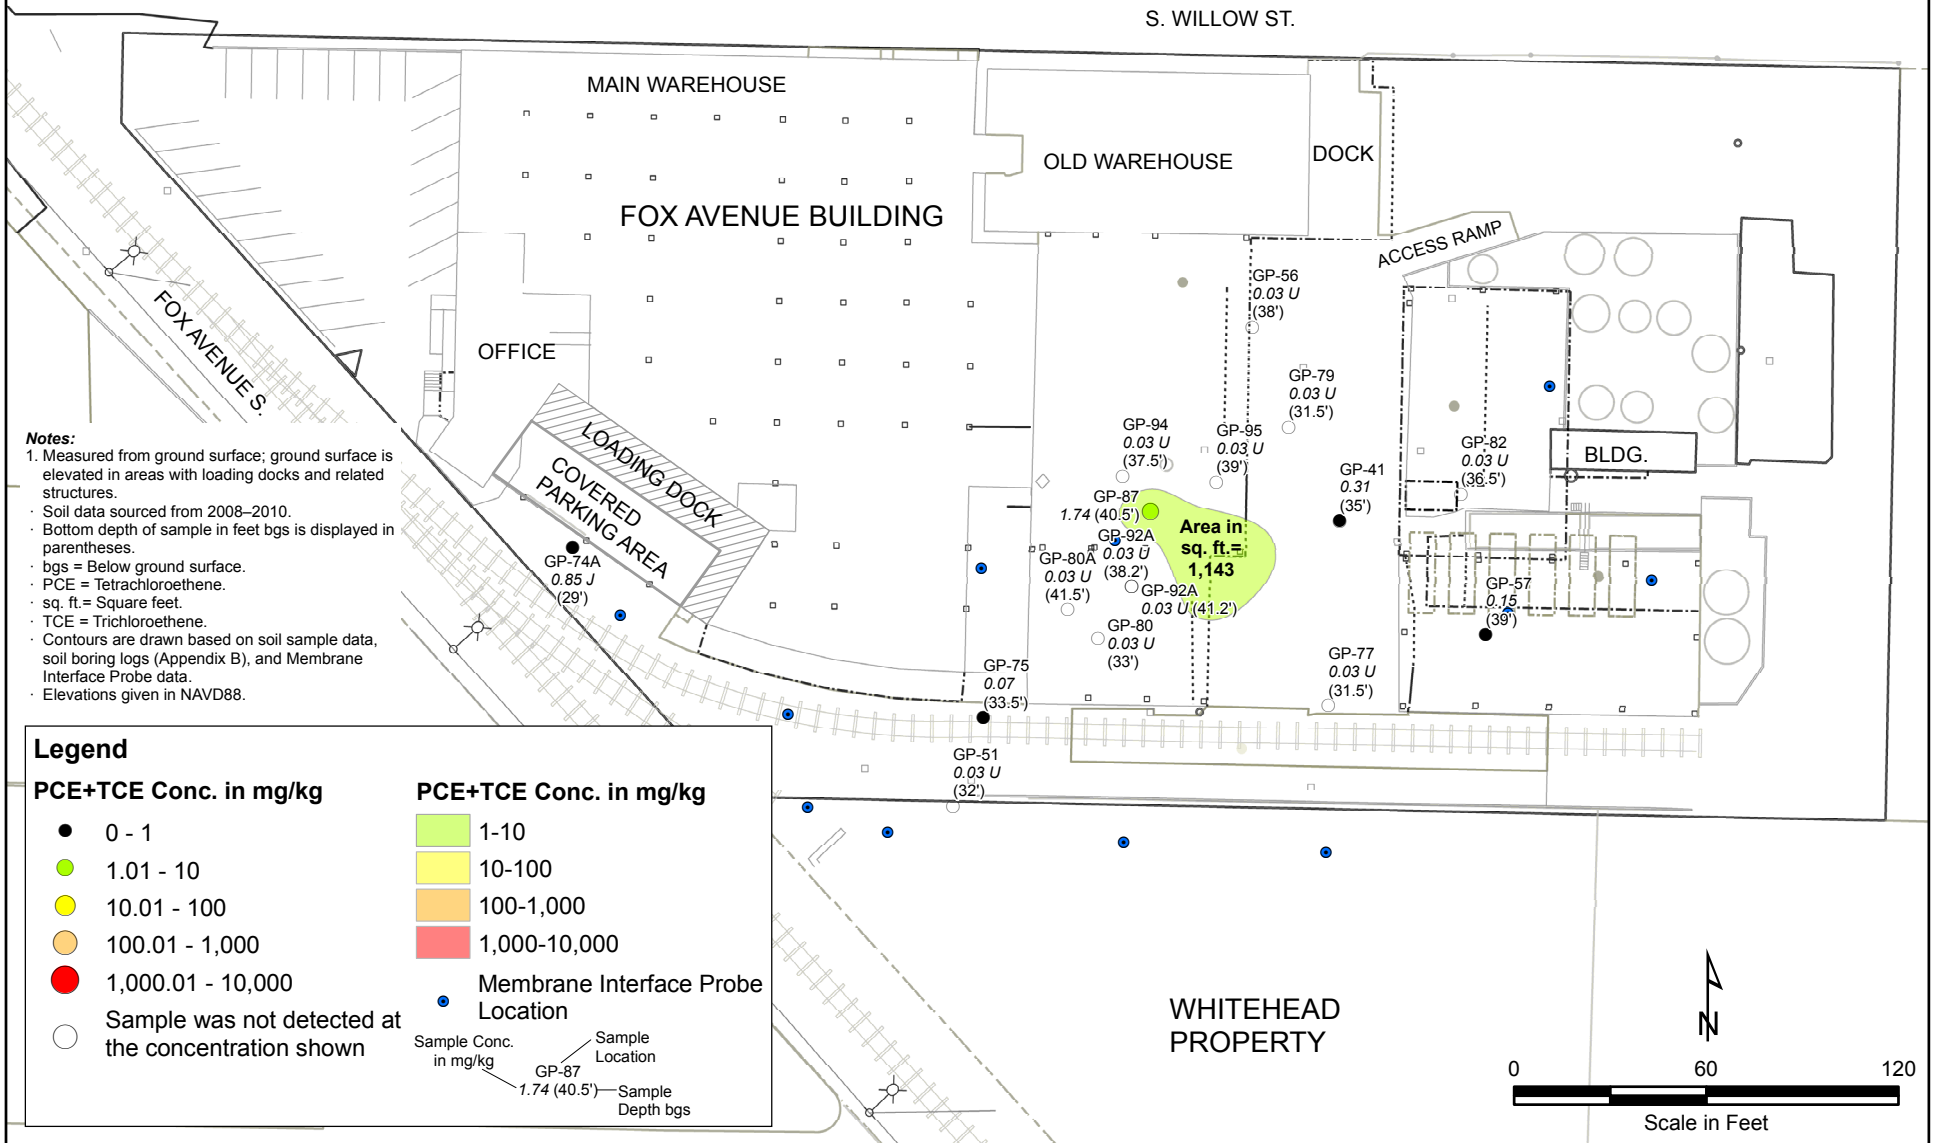 S. WILLOW ST.
MAIN WAREHOUSE
OLD WAREHOUSE
DOCK
FOX AVENUE BUILDING
ACCESS RAMP
FOX AVENUE S.
OFFICE
LOADING DOCK
COVERED
PARKING AREA
BLDG.
GP-56
0.03 U
(38')
GP-79
0.03 U
(31.5')
GP-94
0.03 U
(37.5')
GP-95
0.03 U
(39')
GP-82
0.03 U
(36.5')
GP-41
0.31
(35')
GP-87
1.74 (40.5')
Area in
sq. ft.=
1,143
GP-92A
0.03 U
(38.2')
GP-80A
0.03 U
(41.5')
GP-92A
0.03 U (41.2')
GP-80
0.03 U
(33')
GP-57
0.15
(39')
GP-77
0.03 U
(31.5')
GP-74A
0.85 J
(29')
GP-75
0.07
(33.5')
GP-51
0.03 U
(32')
Notes:
1. Measured from ground surface; ground surface is
elevated in areas with loading docks and related
structures.
· Soil data sourced from 2008–2010.
· Bottom depth of sample in feet bgs is displayed in
parentheses.
· bgs = Below ground surface.
· PCE = Tetrachloroethene.
· sq. ft.= Square feet.
· TCE = Trichloroethene.
· Contours are drawn based on soil sample data,
soil boring logs (Appendix B), and Membrane
Interface Probe data.
· Elevations given in NAVD88.
Legend
PCE+TCE Conc. in mg/kg
0 - 1
1.01 - 10
10.01 - 100
100.01 - 1,000
1,000.01 - 10,000
Sample was not detected at
the concentration shown
PCE+TCE Conc. in mg/kg
1-10
10-100
100-1,000
1,000-10,000
Membrane Interface Probe
Location
Sample Conc.
in mg/kg
Sample
Location
GP-87
1.74 (40.5')
Sample
Depth bgs
WHITEHEAD
PROPERTY
N
0 60 120
Scale in Feet